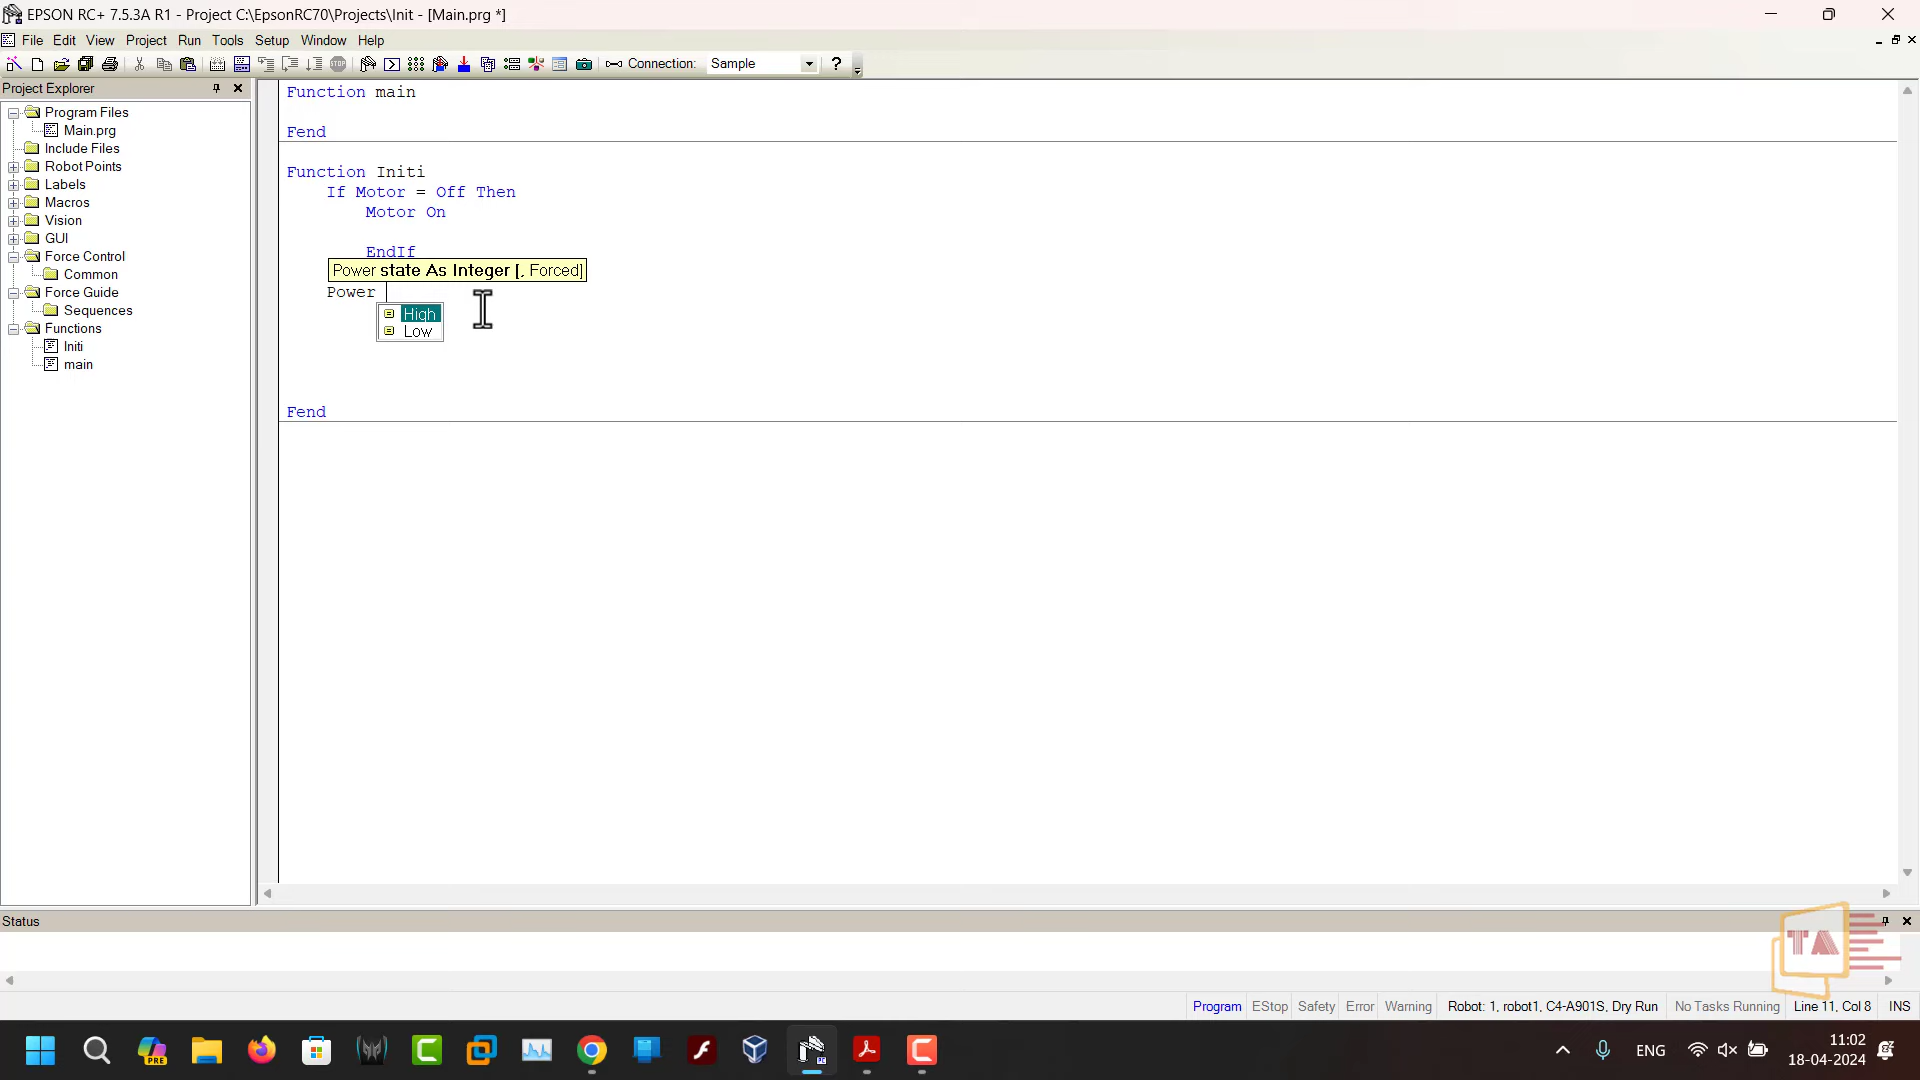 EPSON RC+ 7.5.3A R1 - Project C:\EpsonRC70\Projects\Init - [Main.prg *]
File Edit View Project Run Tools Setup Window Help
STOP Connection: Sample ?
Project Explorer
Program Files
Main.prg
Include Files
Robot Points
Labels
Macros
Vision
GUI
Force Control
Common
Force Guide
Sequences
Functions
Initi
main
Function main
Fend
Function Initi
If Motor = Off Then
Motor On
EndIf
Power state As Integer [, Forced]
Power
High
Low
Fend
Status
TA
Program EStop Safety Error Warning Robot: 1, robot1, C4-A901S, Dry Run No Tasks Running Line 11, Col 8 INS
PRE
ENG
11:02
18-04-2024